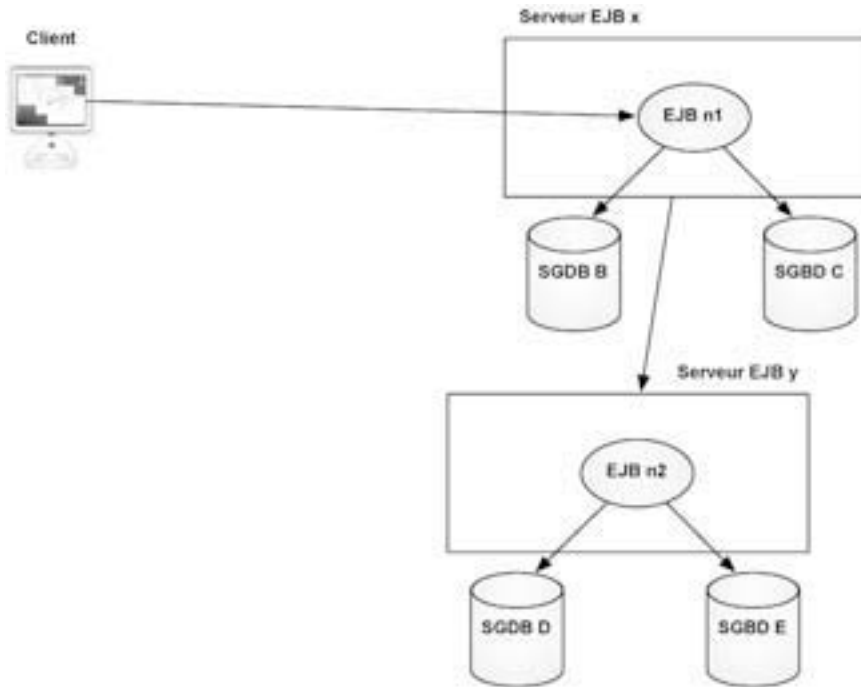 Serveur EJB x
Client
EJB n1
SGDB B
SGBD C
Serveur EJB y
EJB n2
SGDB D
SGBD E